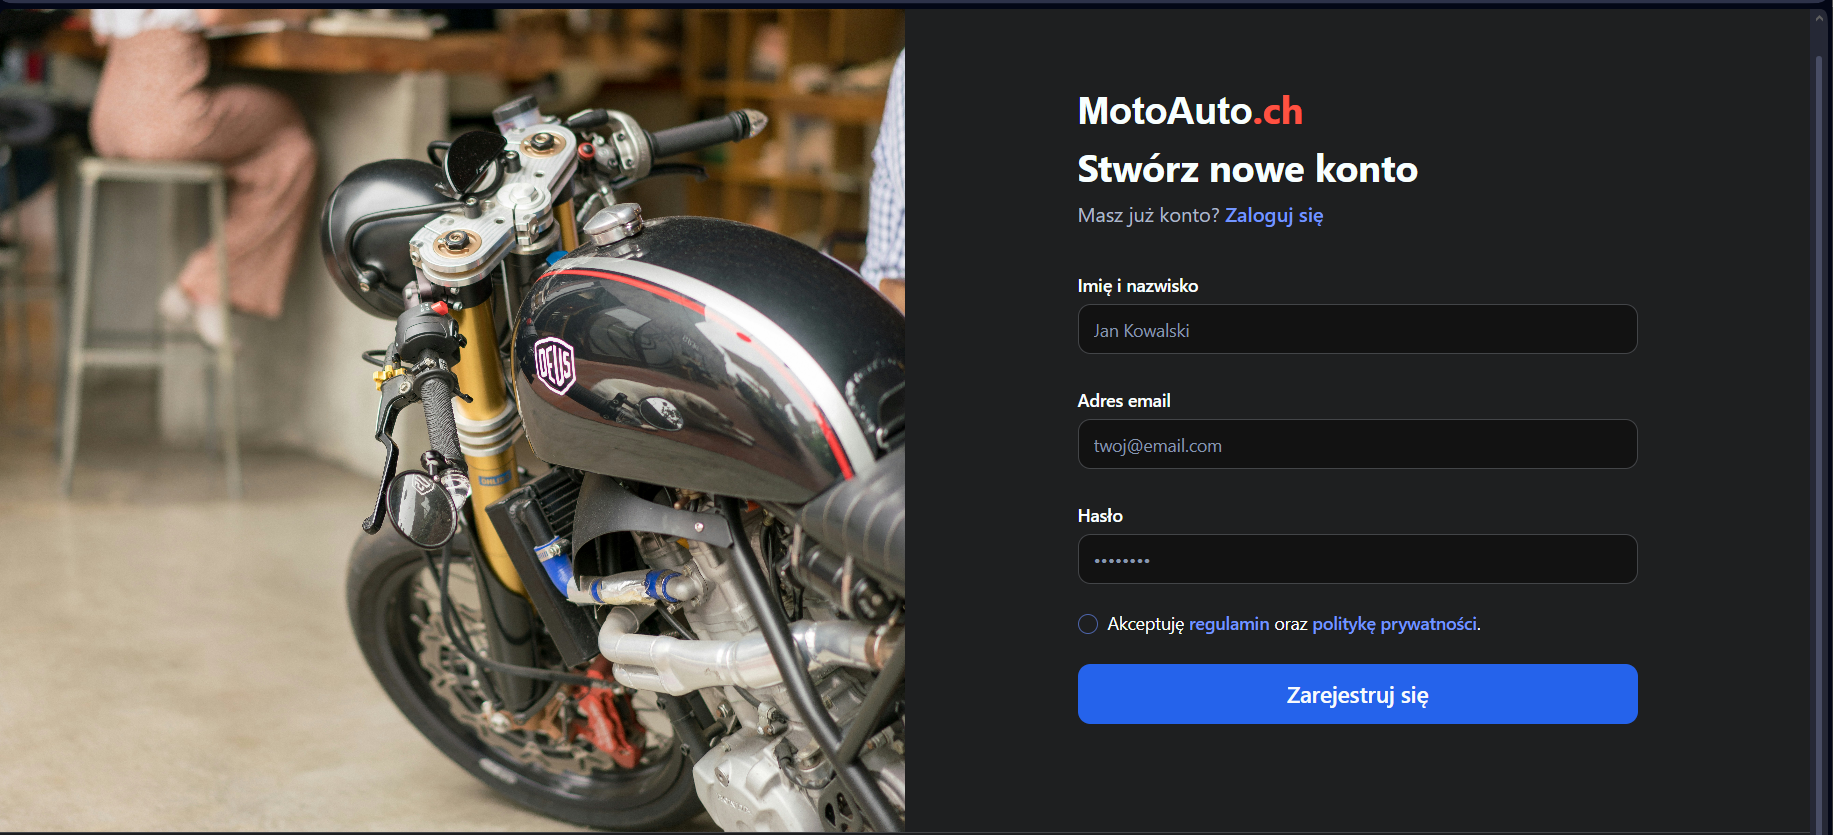 MotoAuto.ch
Stwórz nowe konto
Masz już konto? Zaloguj się
Imię i nazwisko
Jan Kowalski
Adres email
twoj@email.com
Hasło
••••••••
Akceptuję regulamin oraz politykę prywatności.
Zarejestruj się
DEUS